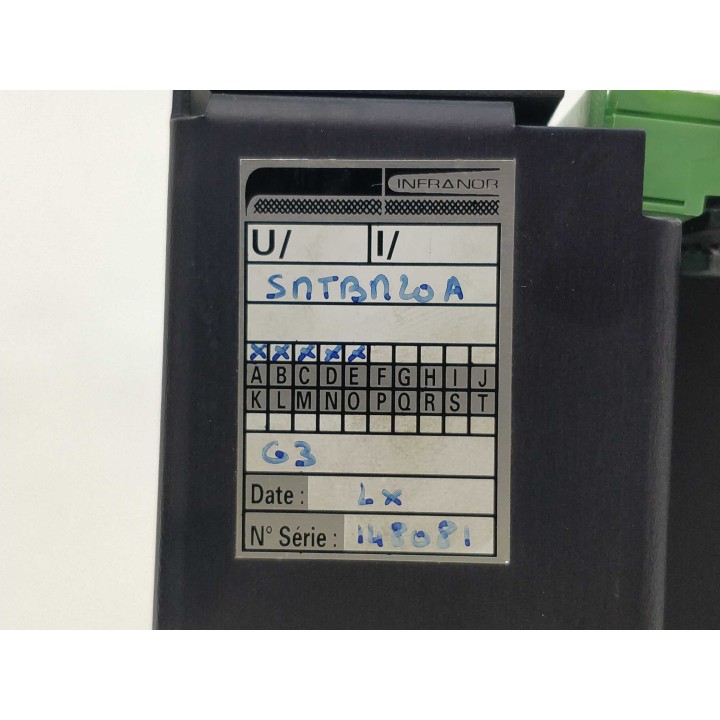 INFRANOR
U/ I/
SMTBM20A
X X X X X
A B C D E F G H I J
K L M N O P Q R S T
G3
Date : LX
N° Série : 148081